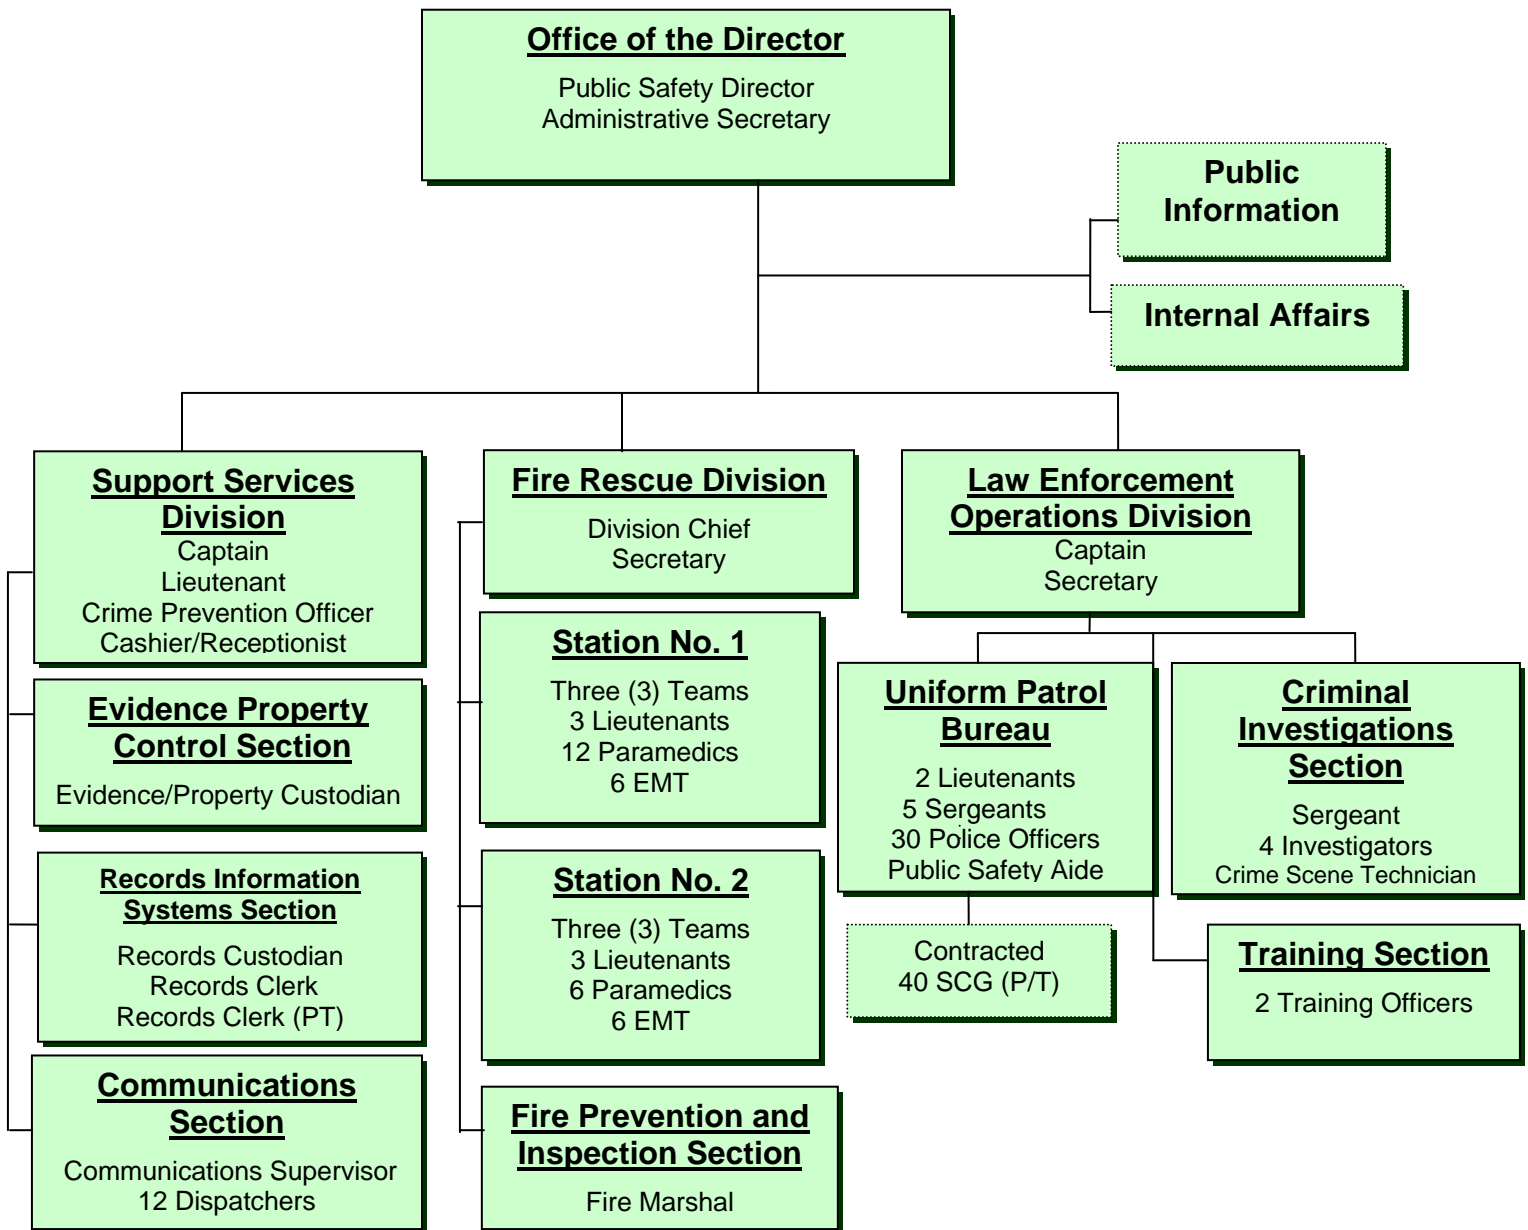 Office of the Director
Public Safety Director
Administrative Secretary
Public
Information
Internal Affairs
Support Services
Division
Captain
Lieutenant
Crime Prevention Officer
Cashier/Receptionist
Evidence Property
Control Section
Evidence/Property Custodian
Records Information
Systems Section
Records Custodian
Records Clerk
Records Clerk (PT)
Communications
Section
Communications Supervisor
12 Dispatchers
Fire Rescue Division
Division Chief
Secretary
Station No. 1
Three (3) Teams
3 Lieutenants
12 Paramedics
6 EMT
Station No. 2
Three (3) Teams
3 Lieutenants
6 Paramedics
6 EMT
Fire Prevention and
Inspection Section
Fire Marshal
Law Enforcement
Operations Division
Captain
Secretary
Uniform Patrol
Bureau
2 Lieutenants
5 Sergeants
30 Police Officers
Public Safety Aide
Contracted
40 SCG (P/T)
Criminal
Investigations
Section
Sergeant
4 Investigators
Crime Scene Technician
Training Section
2 Training Officers